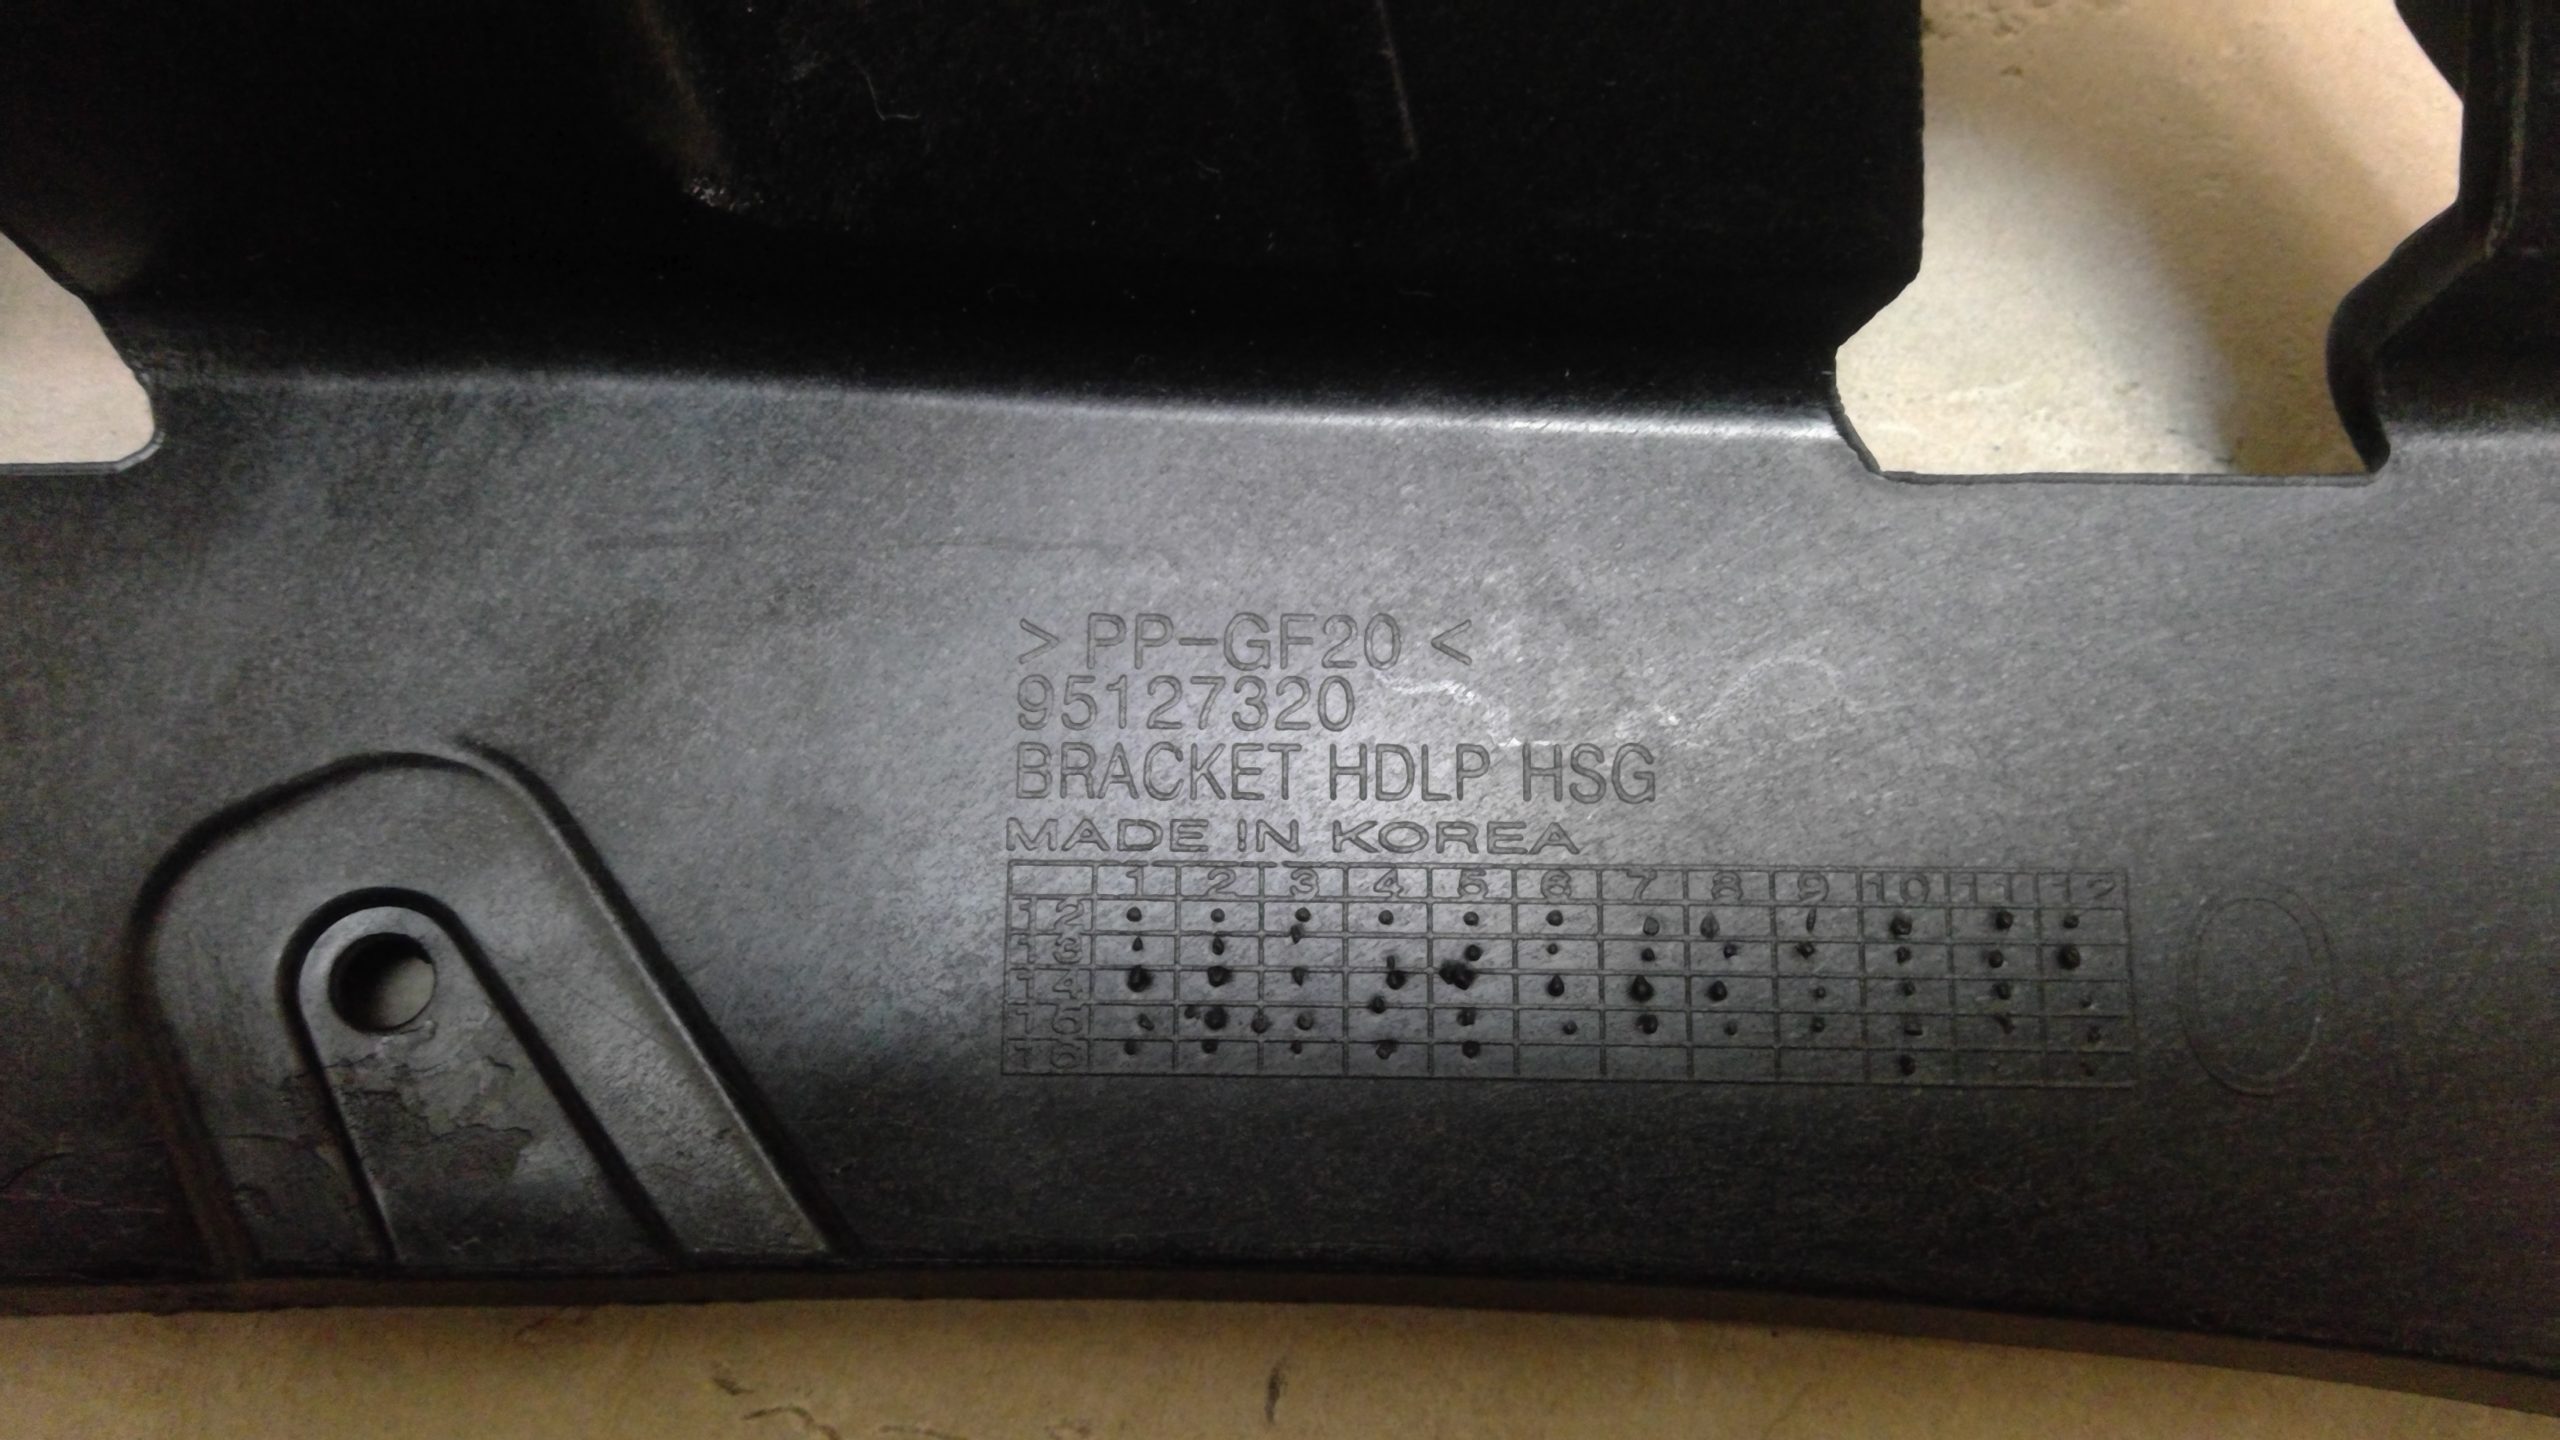 > PP-GF20 <
95127320
BRACKET HDLP HSG
MADE IN KOREA
1 2 3 4 5 6 7 8 9 10 11 12
12
13
14
15
16